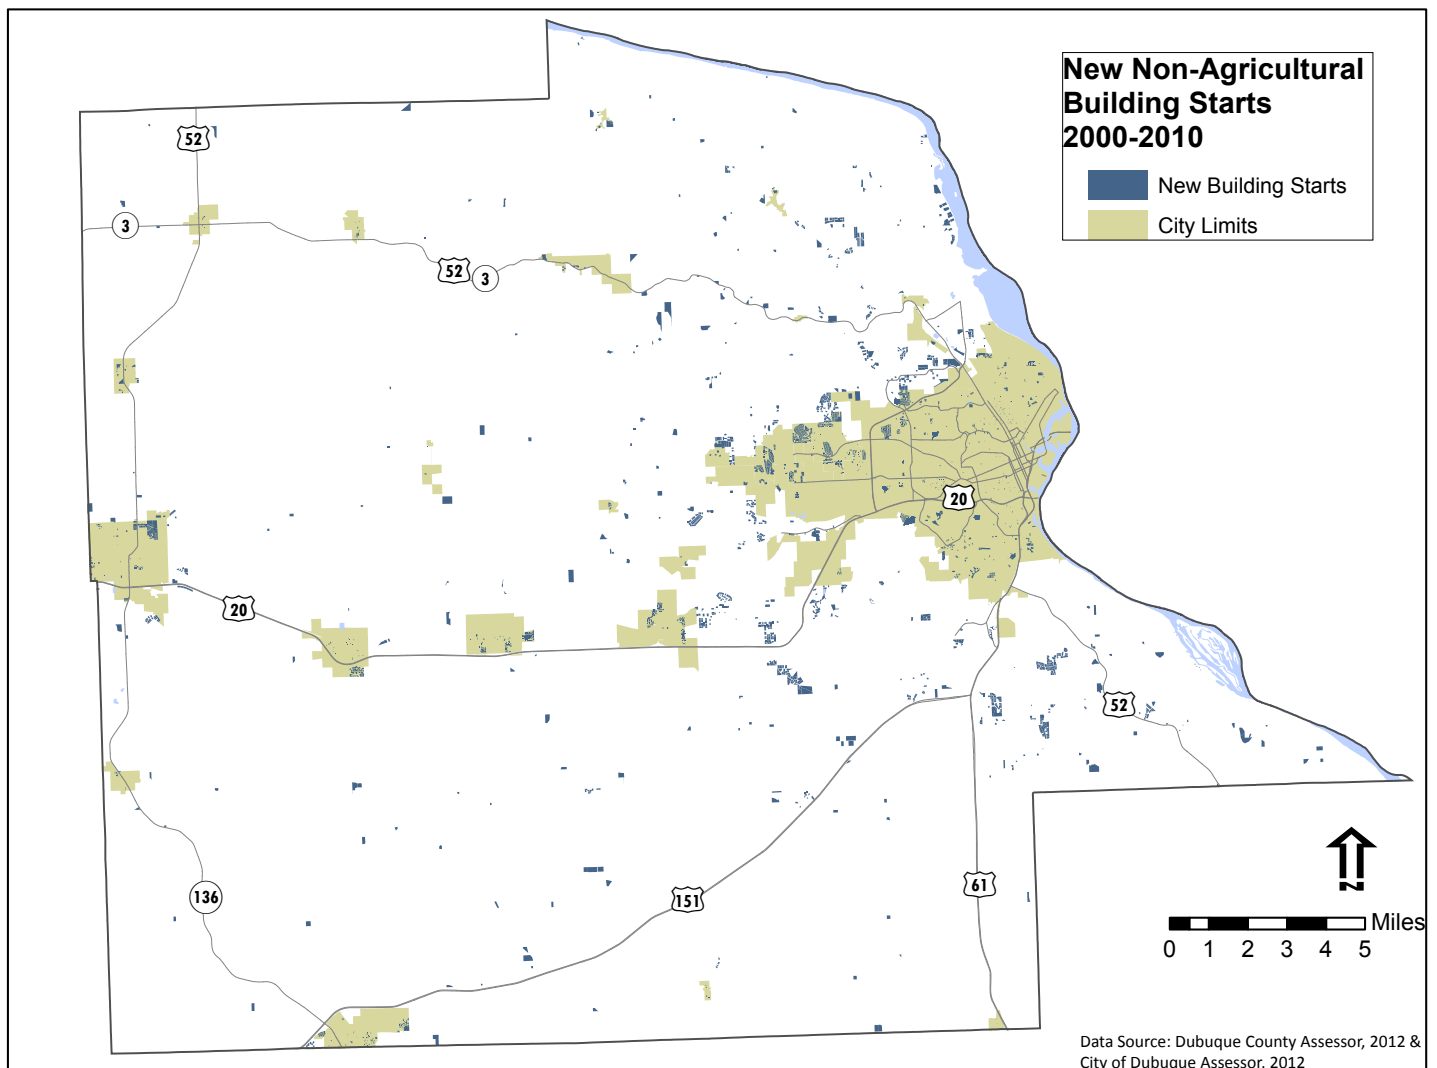 New Non-Agricultural
Building Starts
2000-2010
New Building Starts
City Limits
52
3
52
3
20
20
52
136
151
61
N
Miles
0 1 2 3 4 5
Data Source: Dubuque County Assessor, 2012 &
City of Dubuque Assessor, 2012